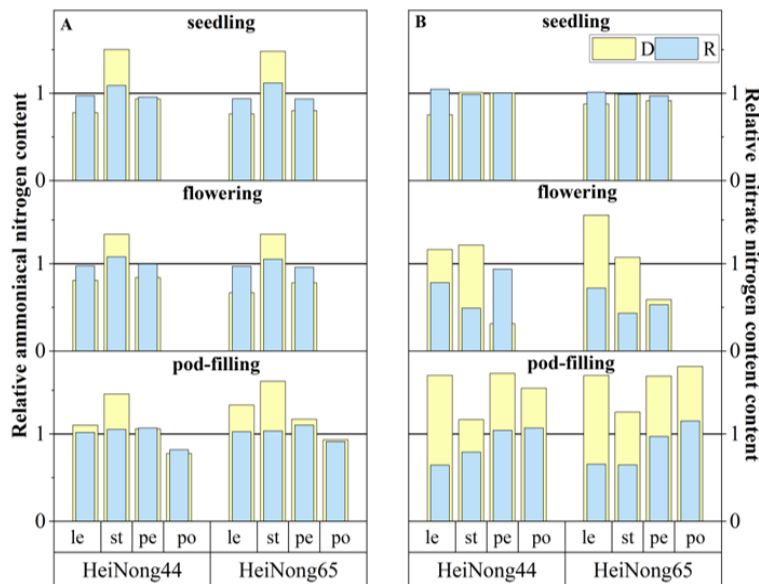 A
seedling
1
0
flowering
1
0
pod-filling
1
0
Relative ammoniacal nitrogen content
le st pe po le st pe po
HeiNong44 HeiNong65
B
seedling
D R
1
0
flowering
1
0
pod-filling
1
0
Relative nitrate nitrogen content content
le st pe po le st pe po
HeiNong44 HeiNong65